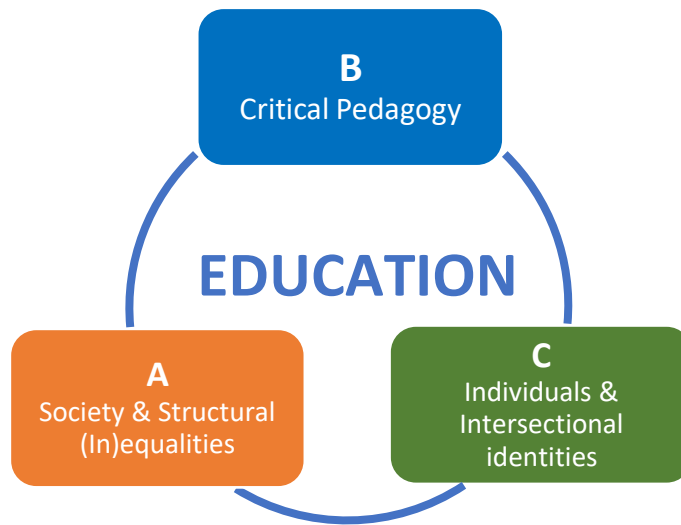 B
Critical Pedagogy
EDUCATION
A
Society & Structural
(In)equalities
C
Individuals &
Intersectional
identities